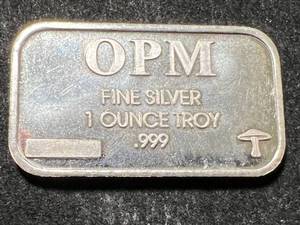 OPM
FINE SILVER
1 OUNCE TROY
.999